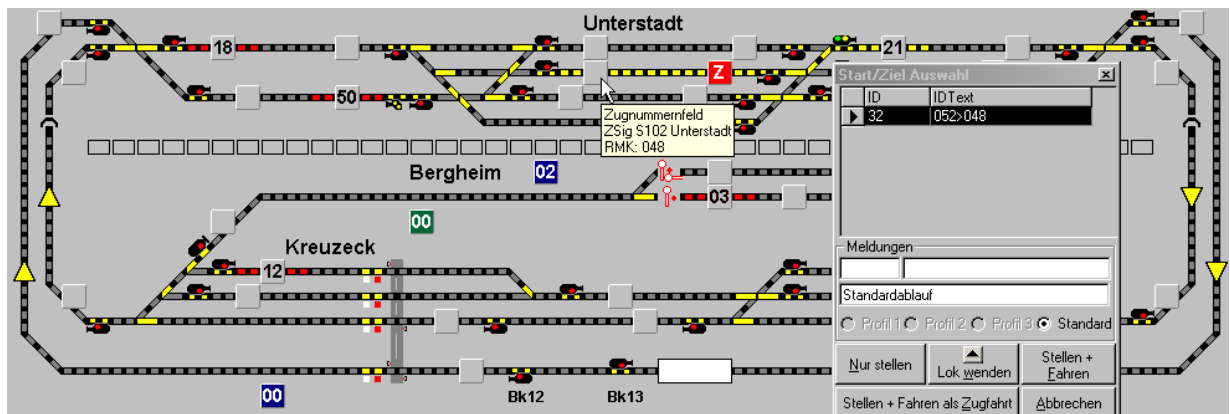 Unterstadt
18
21
Z
50
Zugnummernfeld
ZSig S102 Unterstadt
RMK: 048
Start/Ziel Auswahl
ID IDText
32 052>048
Bergheim 02
03
00
Kreuzeck
12
Meldungen
Standardablauf
Profil 1 Profil 2 Profil 3 Standard
Nur stellen
Lok wenden
Stellen +
Fahren
Stellen + Fahren als Zugfahrt
Abbrechen
00
Bk12
Bk13